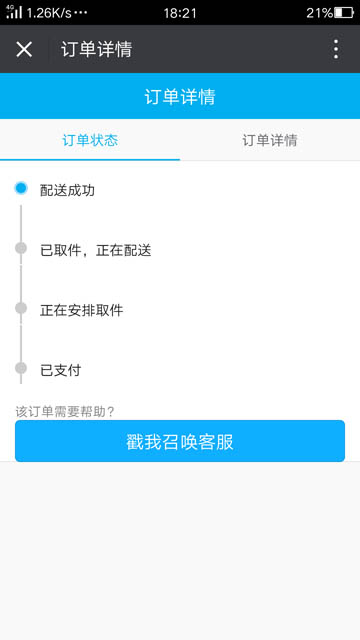 4G 1.26K/s ··· 18:21 21%
订单详情
订单详情
订单状态 订单详情
配送成功
已取件，正在配送
正在安排取件
已支付
该订单需要帮助？
戳我召唤客服